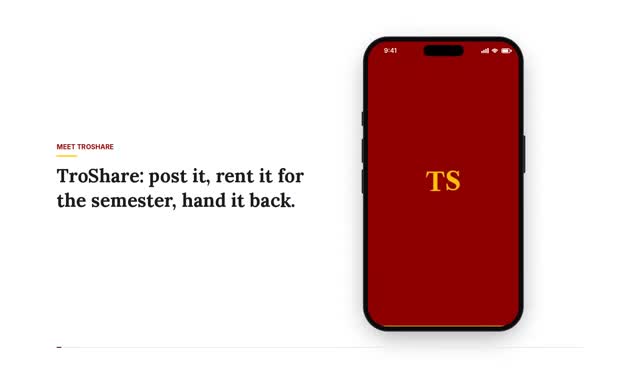 MEET TROSHARE
TroShare: post it, rent it for
the semester, hand it back.
9:41
TS